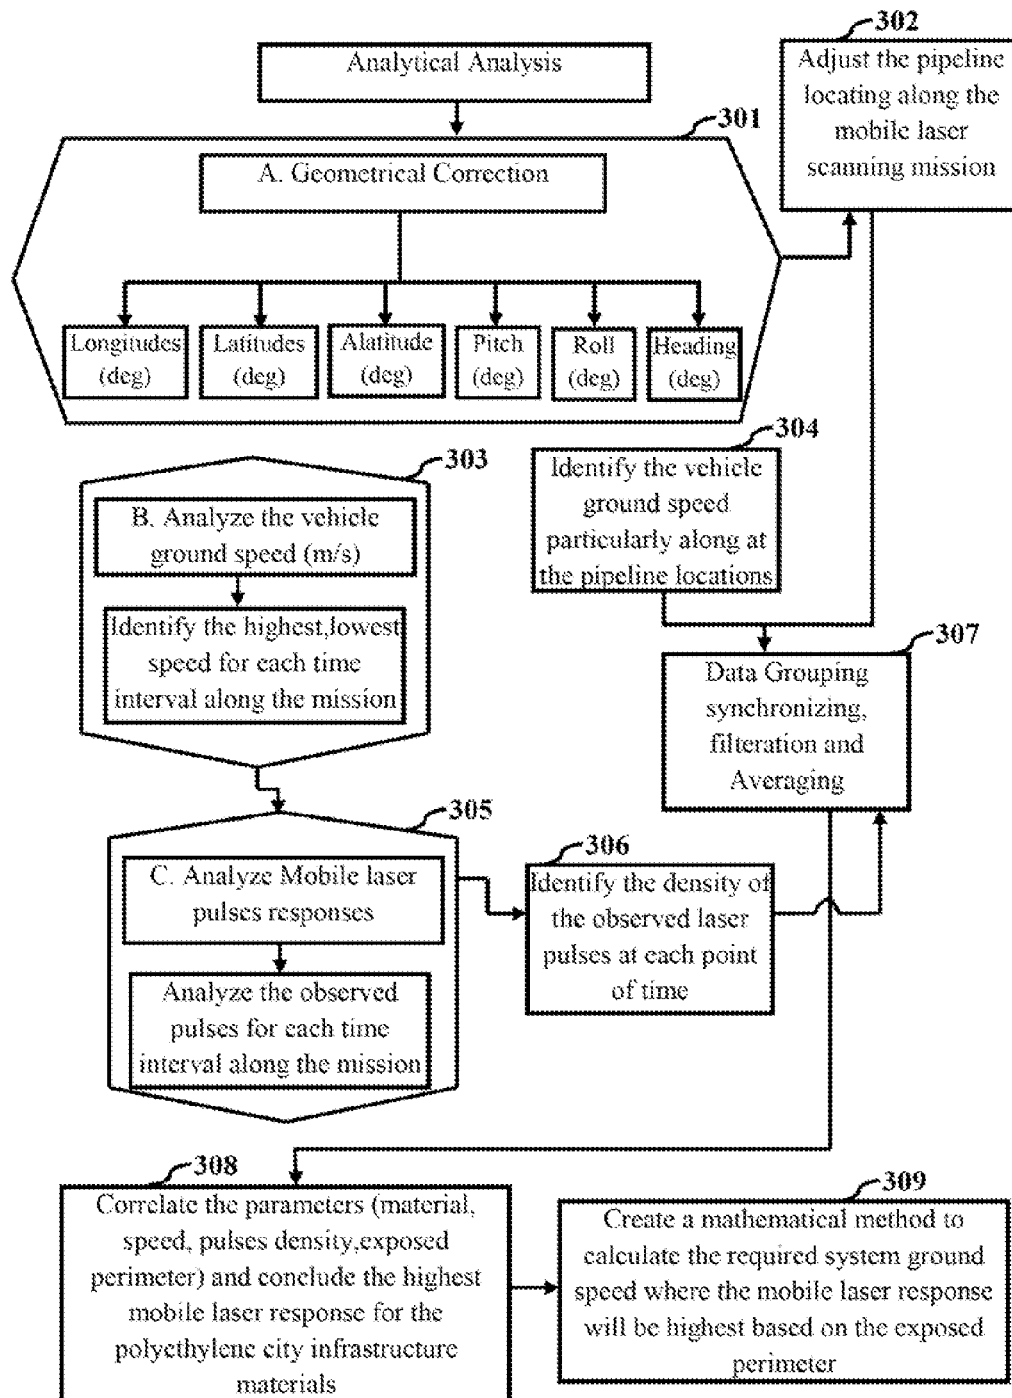 Analytical Analysis
301
A. Geometrical Correction
Longitudes
(deg)
Latitudes
(deg)
Alatitude
(deg)
Pitch
(deg)
Roll
(deg)
Heading
(deg)
302
Adjust the pipeline
locating along the
mobile laser
scanning mission
303
B. Analyze the vehicle
ground speed (m/s)
Identify the highest,lowest
speed for each time
interval along the mission
304
Identify the vehicle
ground speed
particularly along at
the pipeline locations
305
C. Analyze Mobile laser
pulses responses
Analyze the observed
pulses for each time
interval along the mission
306
Identify the density of
the observed laser
pulses at each point
of time
307
Data Grouping
synchronizing,
filteration and
Averaging
308
Correlate the parameters (material,
speed, pulses density,exposed
perimeter) and conclude the highest
mobile laser response for the
polyethylene city infrastructure
materials
309
Create a mathematical method to
calculate the required system ground
speed where the mobile laser response
will be highest based on the exposed
perimeter